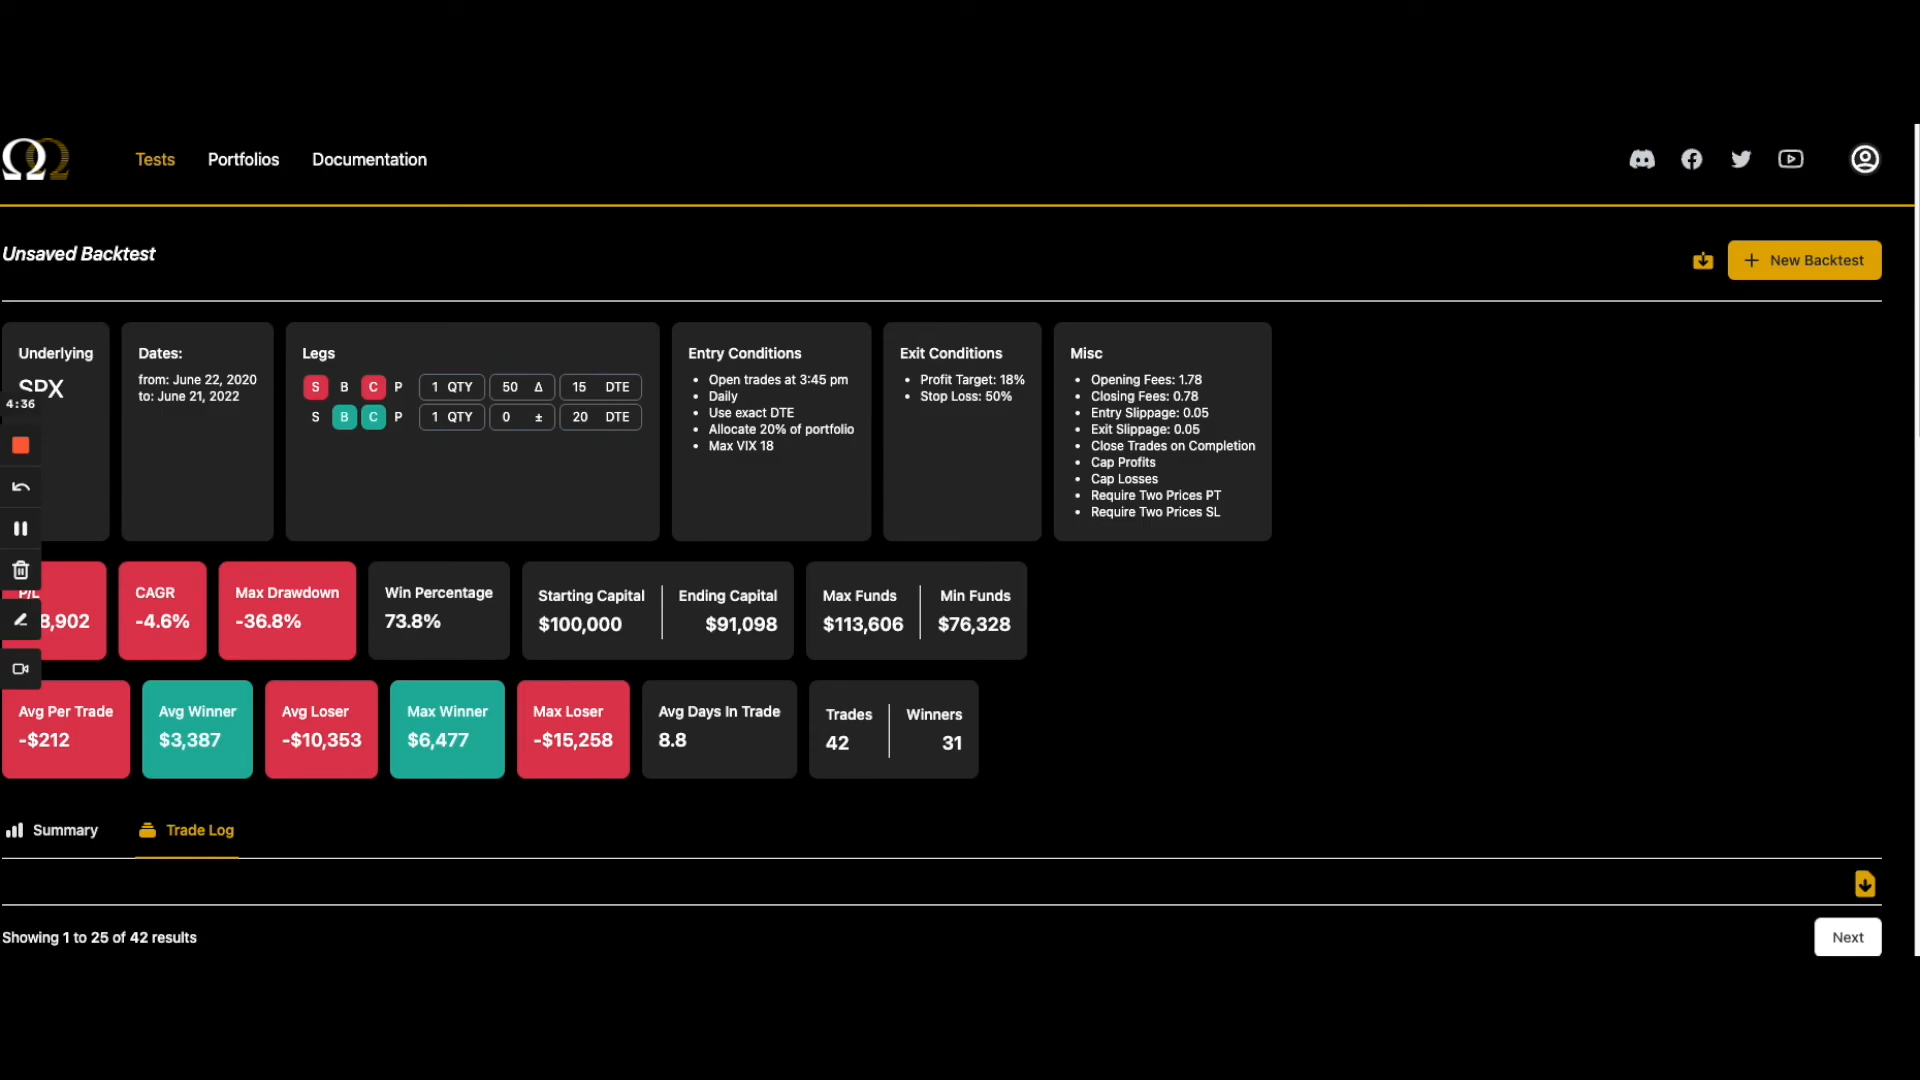 Tests Portfolios Documentation
Unsaved Backtest
New Backtest
Underlying
SPX
4:36
Dates:
from: June 22, 2020
to: June 21, 2022
Legs
S B C P 1 QTY 50 Δ 15 DTE
S B C P 1 QTY 0 ± 20 DTE
Entry Conditions
• Open trades at 3:45 pm
• Daily
• Use exact DTE
• Allocate 20% of portfolio
• Max VIX 18
Exit Conditions
• Profit Target: 18%
• Stop Loss: 50%
Misc
• Opening Fees: 1.78
• Closing Fees: 0.78
• Entry Slippage: 0.05
• Exit Slippage: 0.05
• Close Trades on Completion
• Cap Profits
• Cap Losses
• Require Two Prices PT
• Require Two Prices SL
P/L
8,902
CAGR
-4.6%
Max Drawdown
-36.8%
Win Percentage
73.8%
Starting Capital
$100,000
Ending Capital
$91,098
Max Funds
$113,606
Min Funds
$76,328
Avg Per Trade
-$212
Avg Winner
$3,387
Avg Loser
-$10,353
Max Winner
$6,477
Max Loser
-$15,258
Avg Days In Trade
8.8
Trades
42
Winners
31
Summary Trade Log
Showing 1 to 25 of 42 results
Next